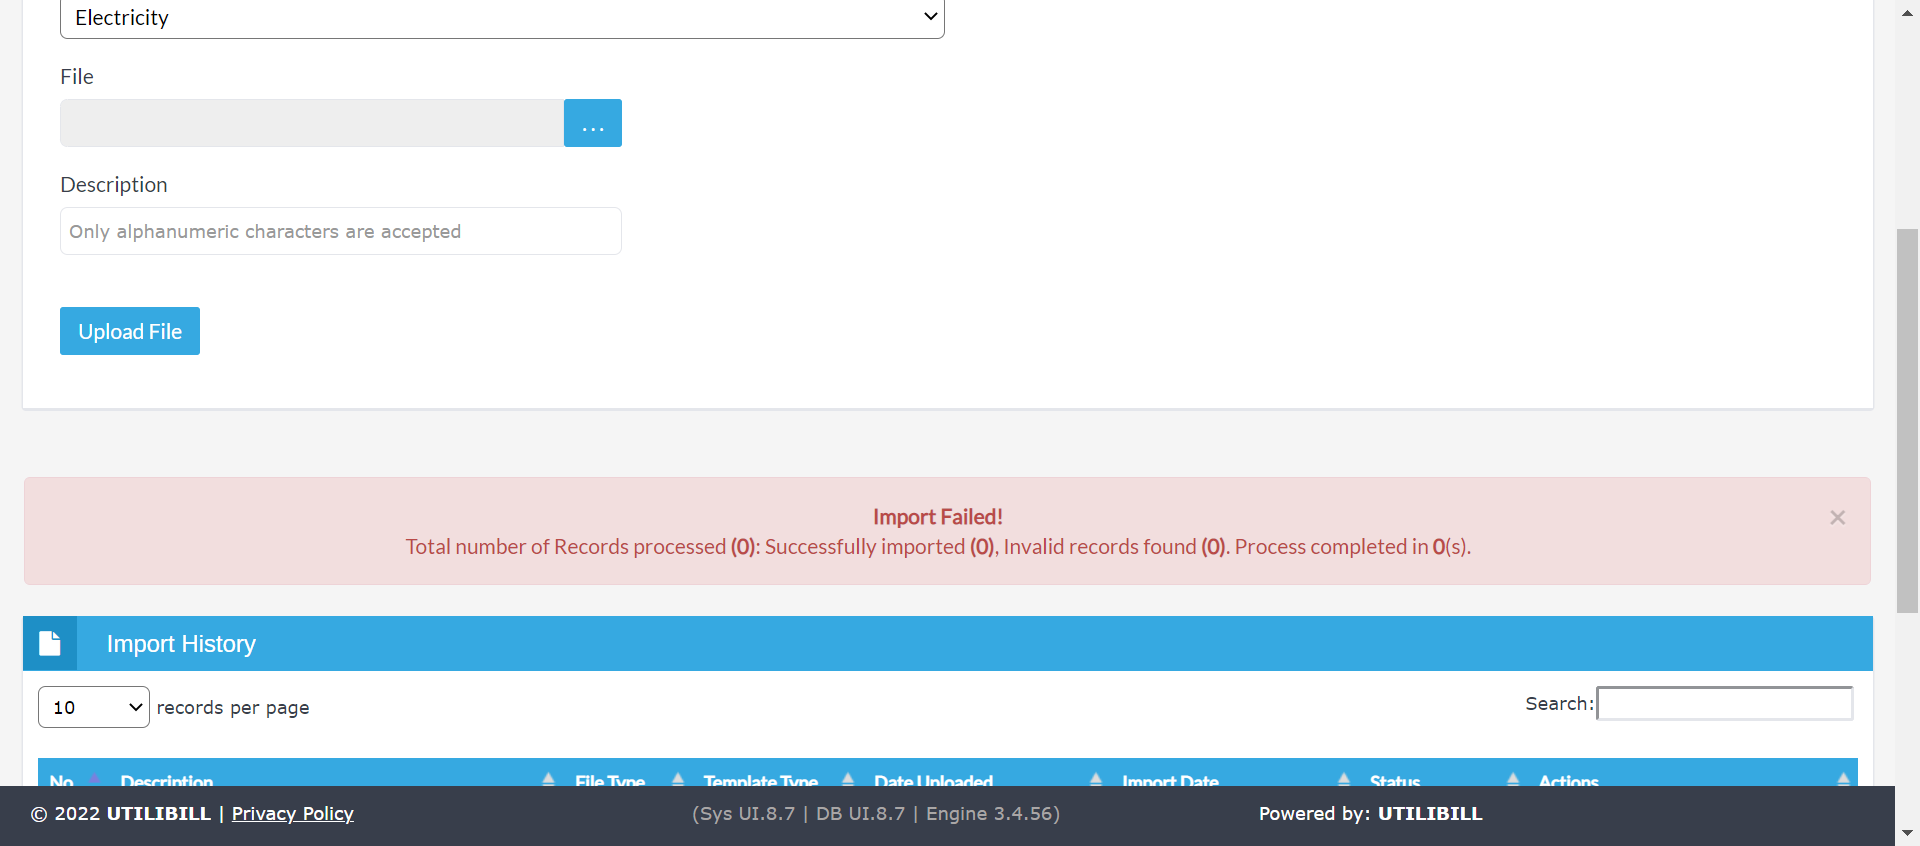 Electricity
File
...
Description
Only alphanumeric characters are accepted
Upload File
Import Failed!
×
Total number of Records processed (0): Successfully imported (0), Invalid records found (0). Process completed in 0(s).
Import History
10 records per page
Search:
No Description File Type Template Type Date Uploaded Import Date Status Actions
© 2022 UTILIBILL | Privacy Policy (Sys UI.8.7 | DB UI.8.7 | Engine 3.4.56) Powered by: UTILIBILL